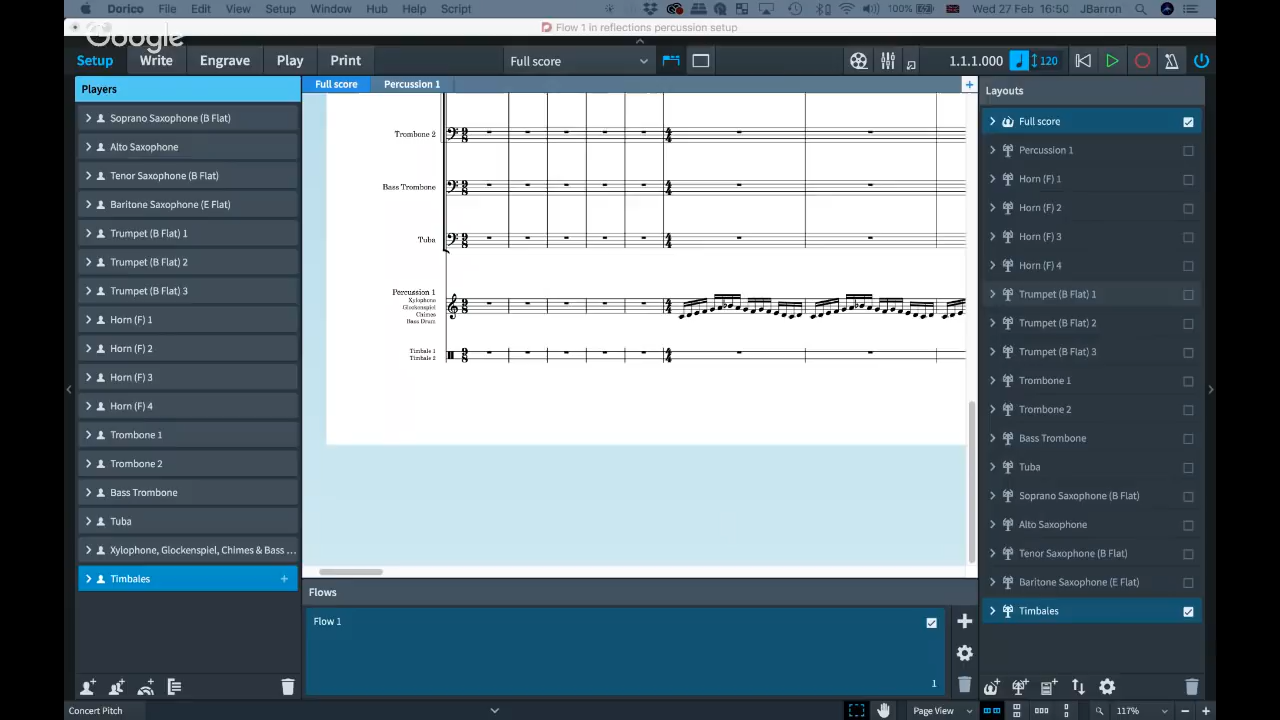 Dorico File Edit View Setup Window Hub Help Script 100% Wed 27 Feb 16:50 JBarron
Flow 1 in reflections percussion setup
Google
Setup Write Engrave Play Print Full score 1.1.1.000 120
Players
Full score Percussion 1
Layouts
Soprano Saxophone (B Flat)
Alto Saxophone
Tenor Saxophone (B Flat)
Baritone Saxophone (E Flat)
Trumpet (B Flat) 1
Trumpet (B Flat) 2
Trumpet (B Flat) 3
Horn (F) 1
Horn (F) 2
Horn (F) 3
Horn (F) 4
Trombone 1
Trombone 2
Bass Trombone
Tuba
Xylophone, Glockenspiel, Chimes & Bass ...
Timbales
Trombone 2
Bass Trombone
Tuba
Percussion 1
Xylophone
Glockenspiel
Chimes
Bass Drum
Timbale 1
Timbale 2
Flows
Flow 1
1
Full score
Percussion 1
Horn (F) 1
Horn (F) 2
Horn (F) 3
Horn (F) 4
Trumpet (B Flat) 1
Trumpet (B Flat) 2
Trumpet (B Flat) 3
Trombone 1
Trombone 2
Bass Trombone
Tuba
Soprano Saxophone (B Flat)
Alto Saxophone
Tenor Saxophone (B Flat)
Baritone Saxophone (E Flat)
Timbales
Concert Pitch Page View 117%